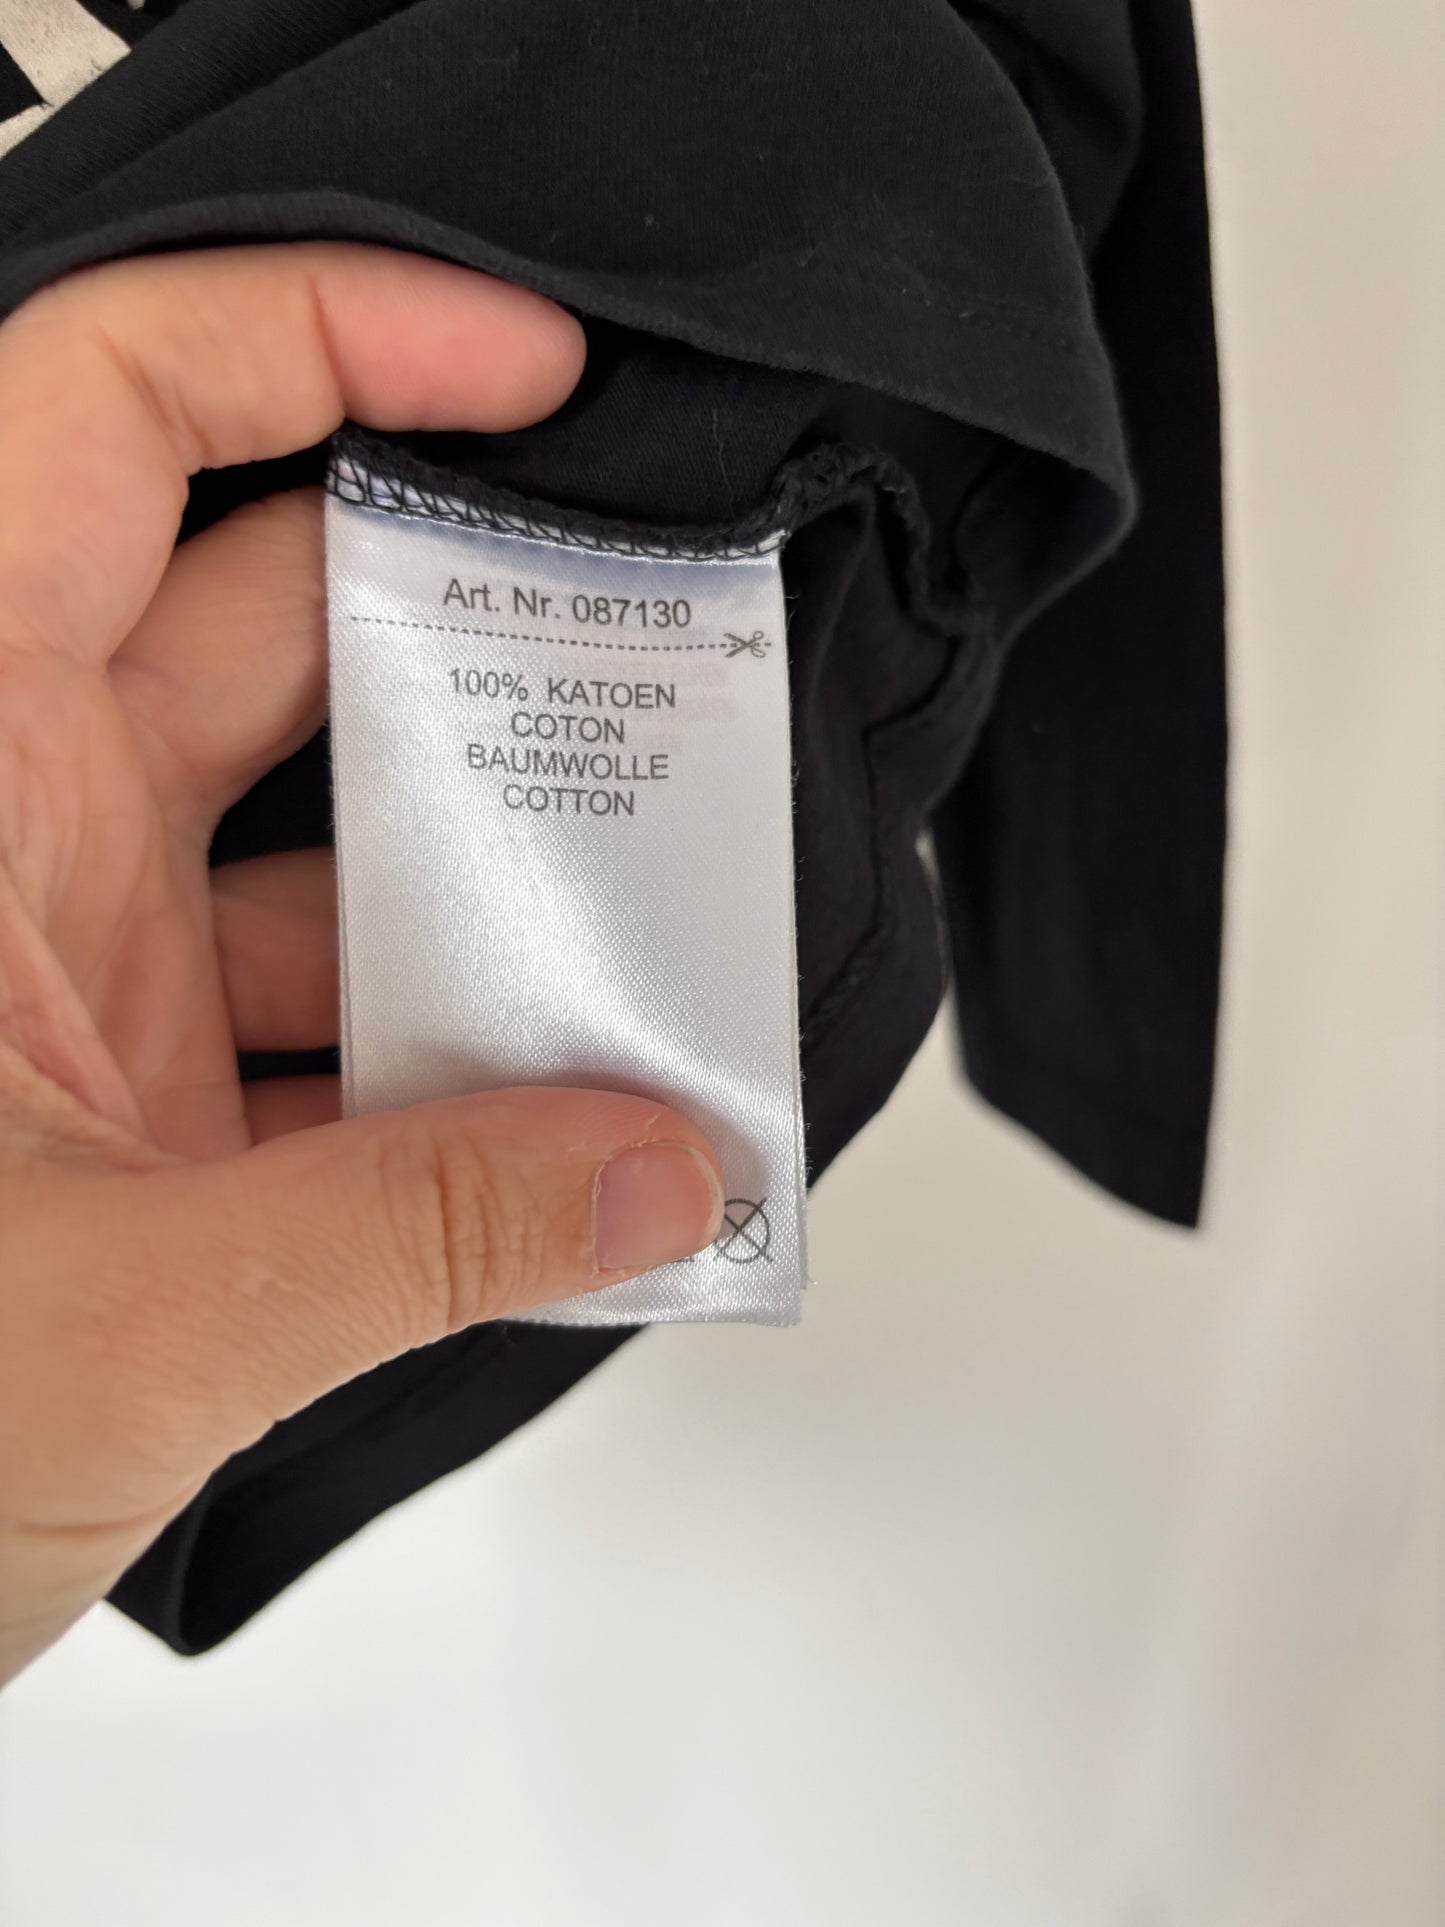 Art. Nr. 087130
100% KATOEN
COTON
BAUMWOLLE
COTTON